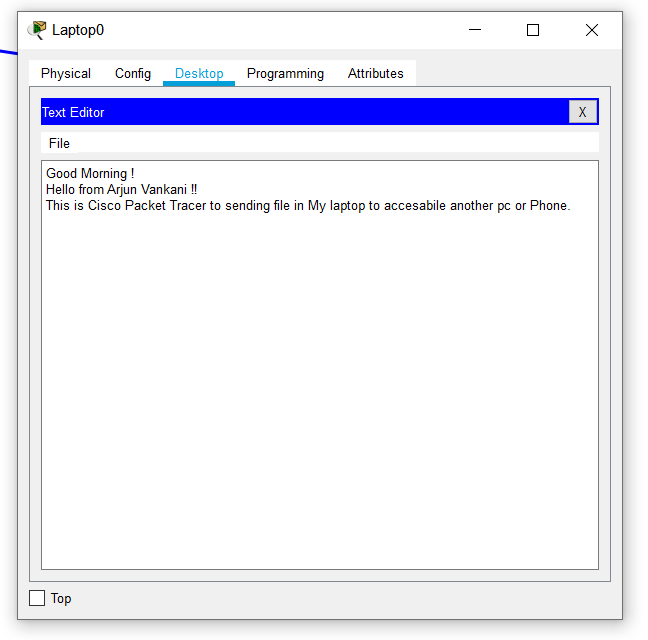 Laptop0
Physical Config Desktop Programming Attributes
Text Editor X
File
Good Morning !
Hello from Arjun Vankani !!
This is Cisco Packet Tracer to sending file in My laptop to accesabile another pc or Phone.
Top